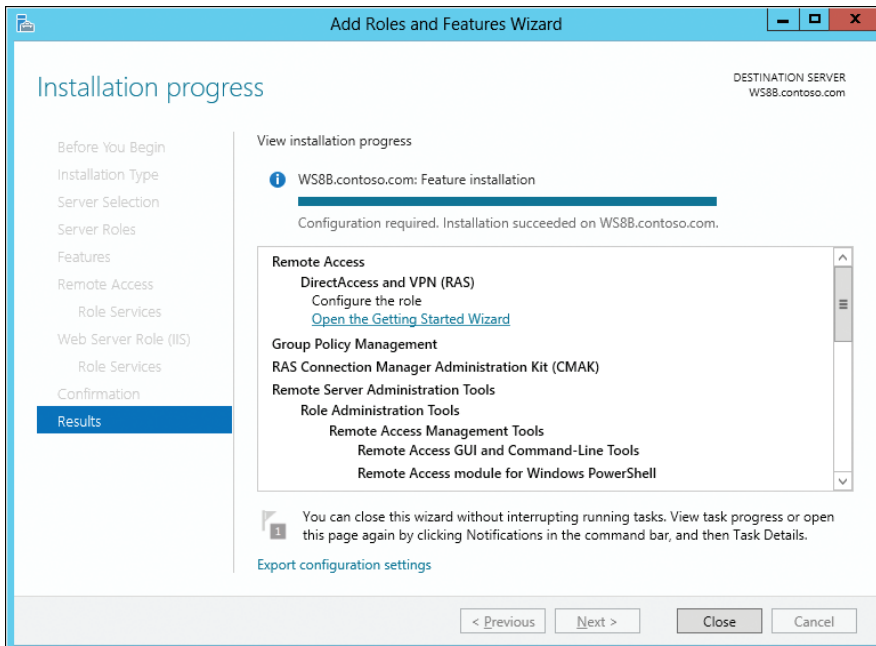 Add Roles and Features Wizard
Installation progress
DESTINATION SERVER
WS8B.contoso.com
Before You Begin
Installation Type
Server Selection
Server Roles
Features
Remote Access
Role Services
Web Server Role (IIS)
Role Services
Confirmation
Results
View installation progress
WS8B.contoso.com: Feature installation
Configuration required. Installation succeeded on WS8B.contoso.com.
Remote Access
DirectAccess and VPN (RAS)
Configure the role
Open the Getting Started Wizard
Group Policy Management
RAS Connection Manager Administration Kit (CMAK)
Remote Server Administration Tools
Role Administration Tools
Remote Access Management Tools
Remote Access GUI and Command-Line Tools
Remote Access module for Windows PowerShell
1
You can close this wizard without interrupting running tasks. View task progress or open
this page again by clicking Notifications in the command bar, and then Task Details.
Export configuration settings
< Previous
Next >
Close
Cancel